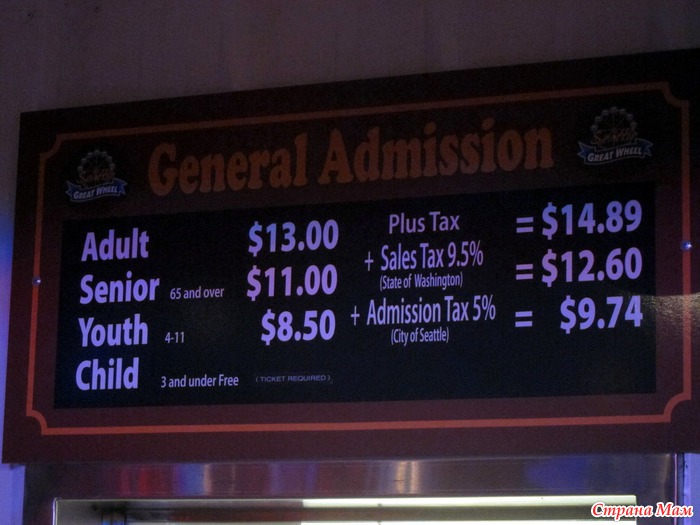 General Admission
Seattle
GREAT WHEEL
Seattle
GREAT WHEEL
Adult $13.00 Plus Tax = $14.89
Senior 65 and over $11.00 + Sales Tax 9.5% (State of Washington) = $12.60
Youth 4-11 $8.50 + Admission Tax 5% (City of Seattle) = $9.74
Child 3 and under Free ( TICKET REQUIRED )
Страна Мам